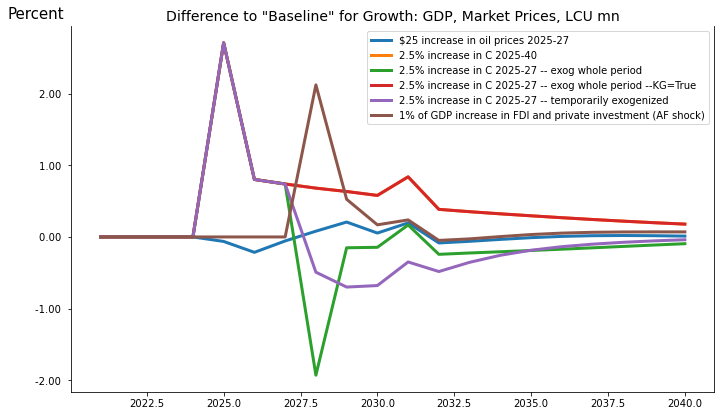 Percent
Difference to "Baseline" for Growth: GDP, Market Prices, LCU mn
$25 increase in oil prices 2025-27
2.5% increase in C 2025-40
2.5% increase in C 2025-27 -- exog whole period
2.5% increase in C 2025-27 -- exog whole period --KG=True
2.5% increase in C 2025-27 -- temporarily exogenized
1% of GDP increase in FDI and private investment (AF shock)
2.00
1.00
0.00
-1.00
-2.00
2022.5 2025.0 2027.5 2030.0 2032.5 2035.0 2037.5 2040.0